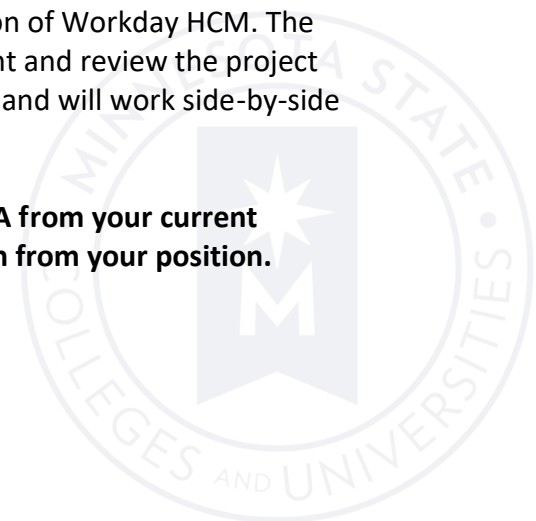 on of Workday HCM. The
nt and review the project
and will work side-by-side
A from your current
n from your position.
MINNESOTA STATE
COLLEGES AND UNIVERSITIES
M